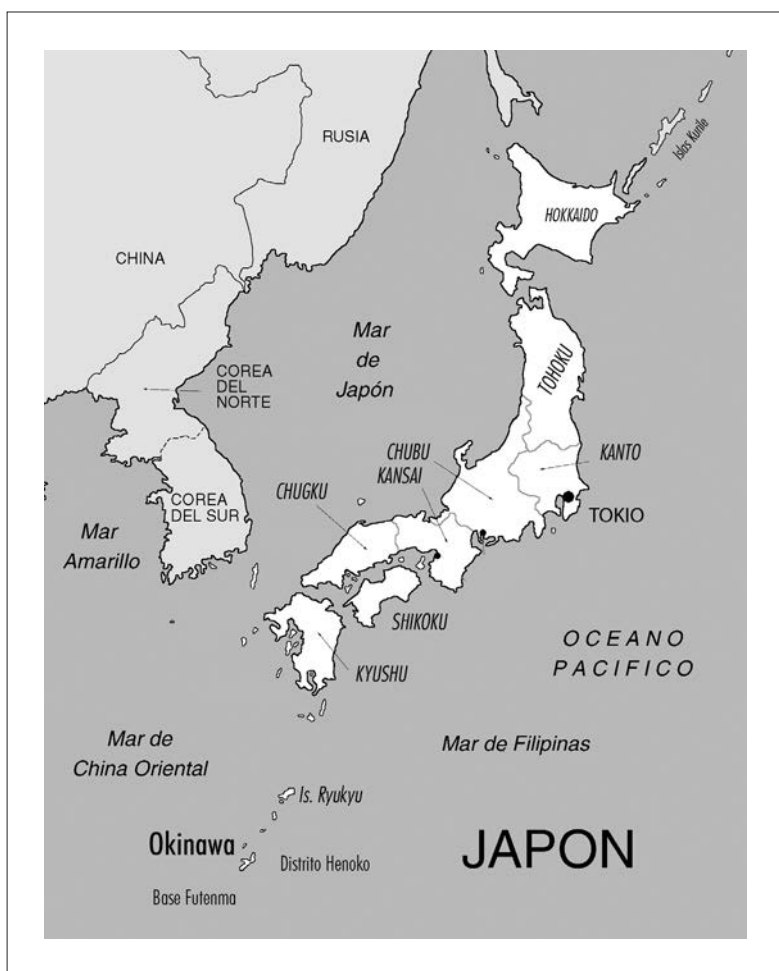 RUSIA
Islas Kurile
HOKKAIDO
CHINA
Mar
de
Japón
TOHOKU
COREA
DEL
NORTE
CHUBU
KANSAI
KANTO
CHUGKU
COREA
DEL SUR
TOKIO
Mar
Amarillo
SHIKOKU
OCEANO
PACIFICO
KYUSHU
Mar de
China Oriental
Mar de Filipinas
Is. Ryukyu
Okinawa
Distrito Henoko
JAPON
Base Futenma